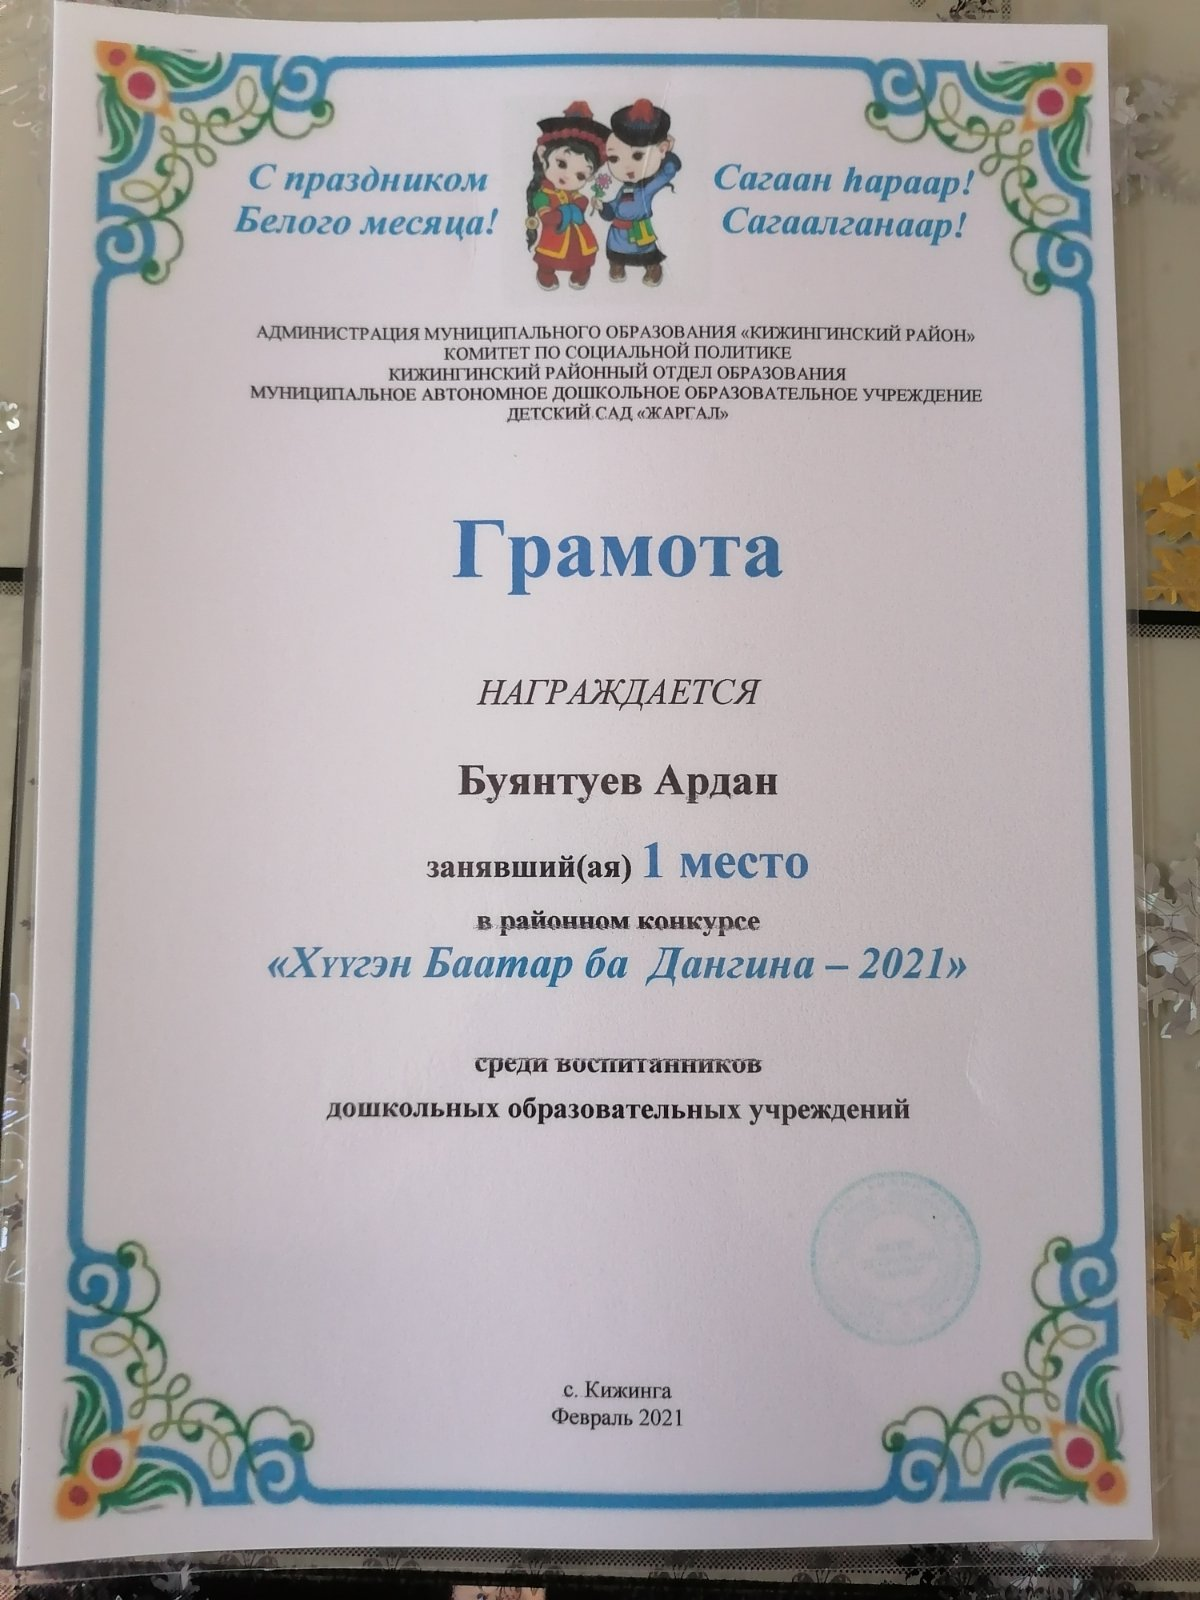 С праздником
Белого месяца!
Сагаан һараар!
Сагаалганаар!
АДМИНИСТРАЦИЯ МУНИЦИПАЛЬНОГО ОБРАЗОВАНИЯ «КИЖИНГИНСКИЙ РАЙОН»
КОМИТЕТ ПО СОЦИАЛЬНОЙ ПОЛИТИКЕ
КИЖИНГИНСКИЙ РАЙОННЫЙ ОТДЕЛ ОБРАЗОВАНИЯ
МУНИЦИПАЛЬНОЕ АВТОНОМНОЕ ДОШКОЛЬНОЕ ОБРАЗОВАТЕЛЬНОЕ УЧРЕЖДЕНИЕ
ДЕТСКИЙ САД «ЖАРГАЛ»
Грамота
НАГРАЖДАЕТСЯ
Буянтуев Ардан
занявший(ая) 1 место
в районном конкурсе
«Хүүгэн Баатар ба Дангина – 2021»
среди воспитанников
дошкольных образовательных учреждений
с. Кижинга
Февраль 2021